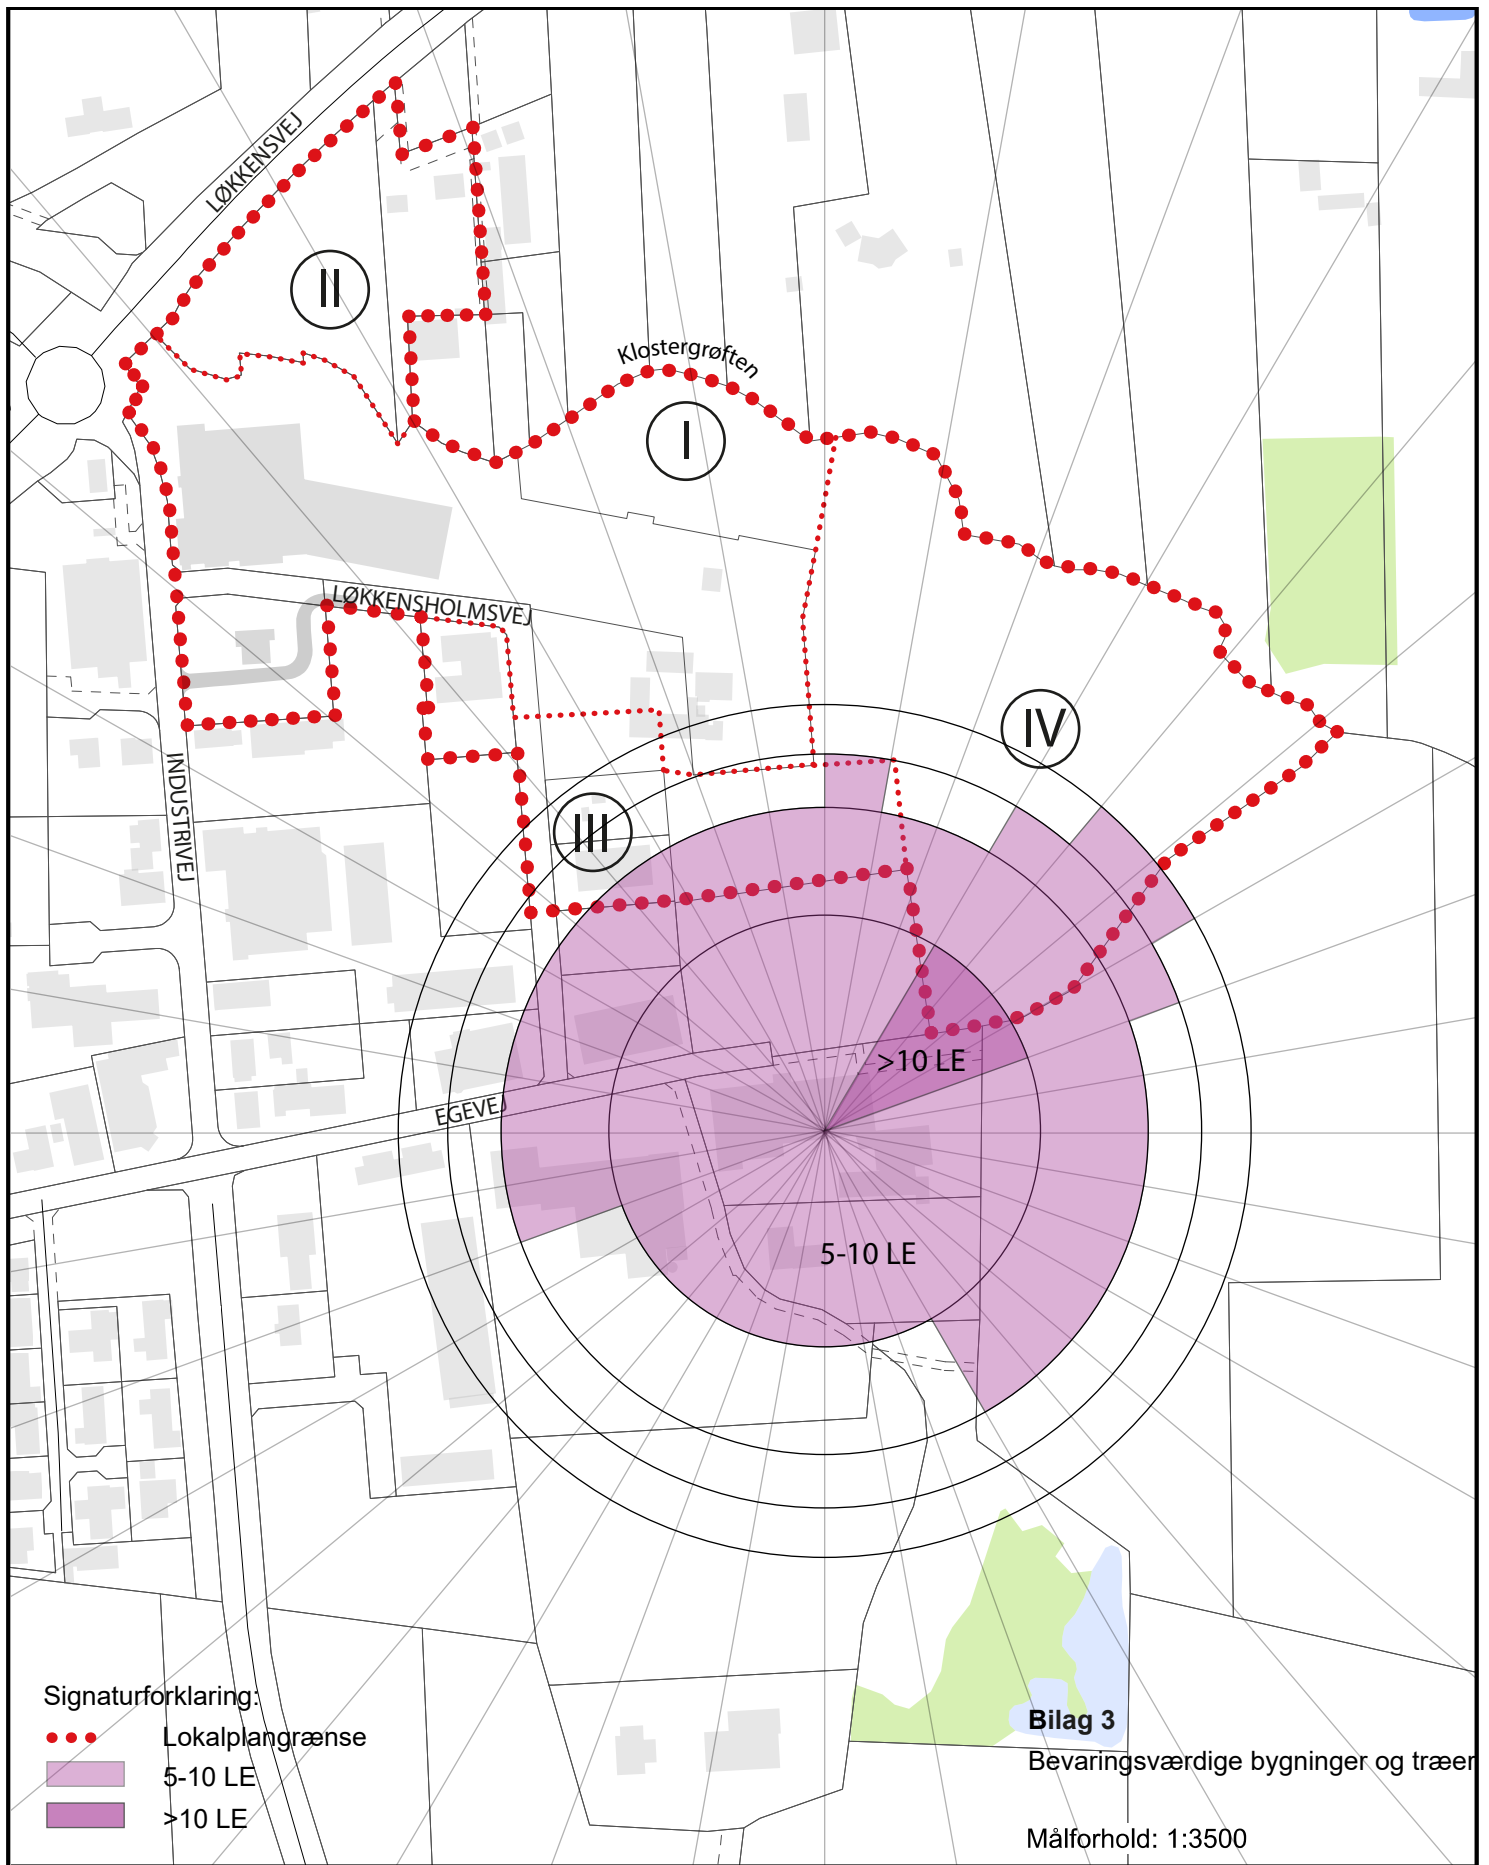 LØKKENSVEJ
II
Klostergrøften
I
LØKKENSHOLMSVEJ
IV
INDUSTRIVEJ
III
>10 LE
EGEVEJ
5-10 LE
Signaturforklaring:
Lokalplangrænse
5-10 LE
>10 LE
Bilag 3
Bevaringsværdige bygninger og træer
Målforhold: 1:3500